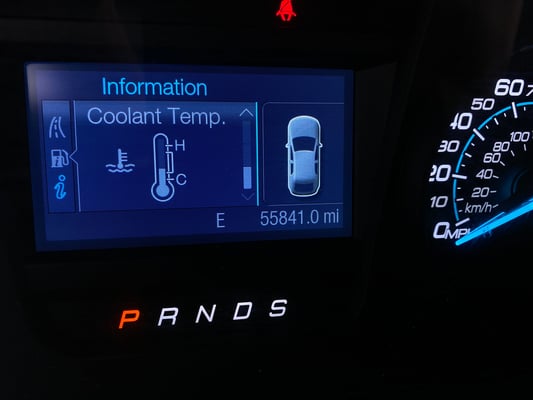 Information
Coolant Temp.
H
C
i
E 55841.0 mi
P R N D S
60
50
40
30
20
10
0 MPH
100
80
60
40
20
km/h